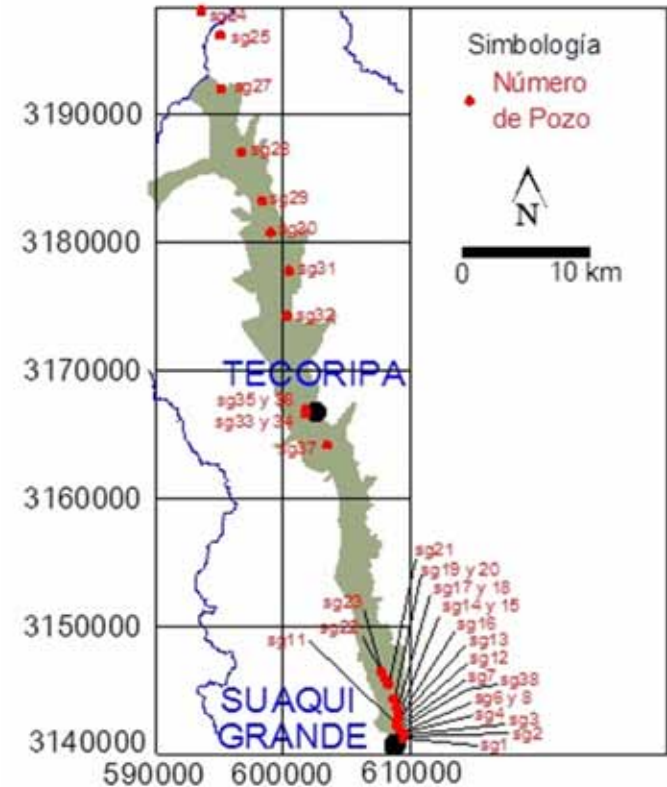 sg24
sg25
Simbología
Número
de Pozo
sg27
3190000
sg28
N
sg29
3180000
sg30
0 10 km
sg31
sg32
3170000
TECORIPA
sg35 y 36
sg33 y 34
sg37
3160000
sg21
sg19 y 20
sg17 y 18
sg23
sg14 y 15
sg22
sg16
3150000
sg11
sg13
sg12
sg7
sg38
SUAQUI
GRANDE
sg6 y 8
sg4
sg3
sg2
sg1
3140000
590000 600000 610000